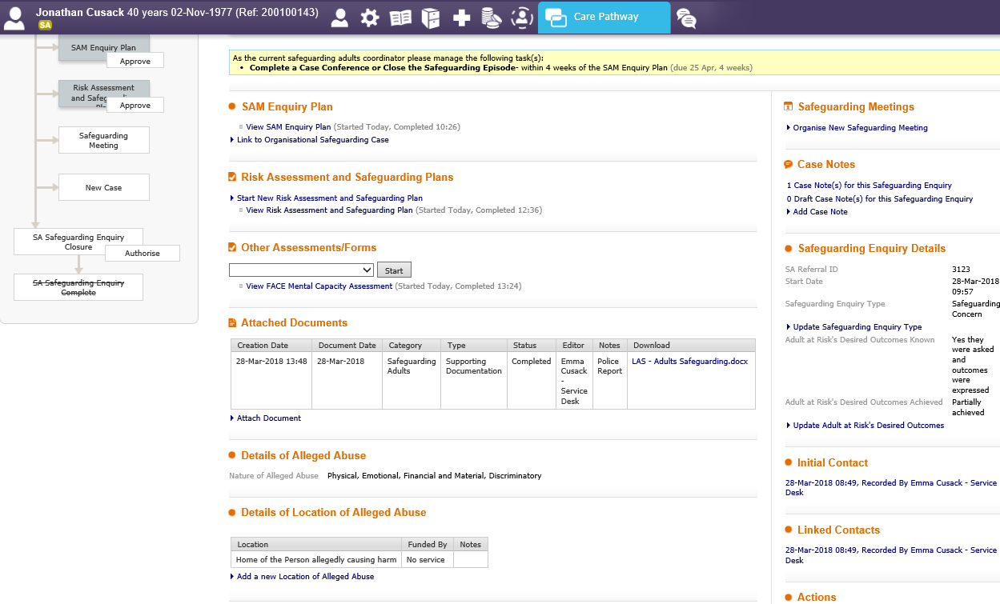 Jonathan Cusack 40 years 02-Nov-1977 (Ref: 200100143)
SA
Care Pathway
SAM Enquiry Plan
Approve
Risk Assessment
and
Approve
Safeguarding
Meeting
New Case
SA Safeguarding Enquiry
Closure
Authorise
SA Safeguarding Enquiry
Complete
As the current safeguarding adults coordinator please manage the following task(s):
• Complete a Case Conference or Close the Safeguarding Episode- within 4 weeks of the SAM Enquiry Plan (due 25 Apr, 4 weeks)
SAM Enquiry Plan
View SAM Enquiry Plan (Started Today, Completed 10:26)
Link to Organisational Safeguarding Case
Risk Assessment and Safeguarding Plans
Start New Risk Assessment and Safeguarding Plan
View Risk Assessment and Safeguarding Plan (Started Today, Completed 12:36)
Other Assessments/Forms
Start
View FACE Mental Capacity Assessment (Started Today, Completed 13:24)
Attached Documents
Creation Date Document Date Category Type Status Editor Notes Download
28-Mar-2018 13:48 28-Mar-2018 Safeguarding Supporting Completed Emma Police LAS - Adults Safeguarding.docx
Adults Documentation Cusack Report
-
Service
Desk
Attach Document
Details of Alleged Abuse
Nature of Alleged Abuse Physical, Emotional, Financial and Material, Discriminatory
Details of Location of Alleged Abuse
Location Funded By Notes
Home of the Person allegedly causing harm No service
Add a new Location of Alleged Abuse
Safeguarding Meetings
Organise New Safeguarding Meeting
Case Notes
1 Case Note(s) for this Safeguarding Enquiry
0 Draft Case Note(s) for this Safeguarding Enquiry
Add Case Note
Safeguarding Enquiry Details
SA Referral ID 3123
Start Date 28-Mar-2018
09:57
Safeguarding Enquiry Type Safeguarding
Concern
Update Safeguarding Enquiry Type
Adult at Risk's Desired Outcomes Known Yes they
were asked
and
outcomes
were
expressed
Adult at Risk's Desired Outcomes Achieved Partially
achieved
Update Adult at Risk's Desired Outcomes
Initial Contact
28-Mar-2018 08:49, Recorded By Emma Cusack - Service
Desk
Linked Contacts
28-Mar-2018 08:49, Recorded By Emma Cusack - Service
Desk
Actions